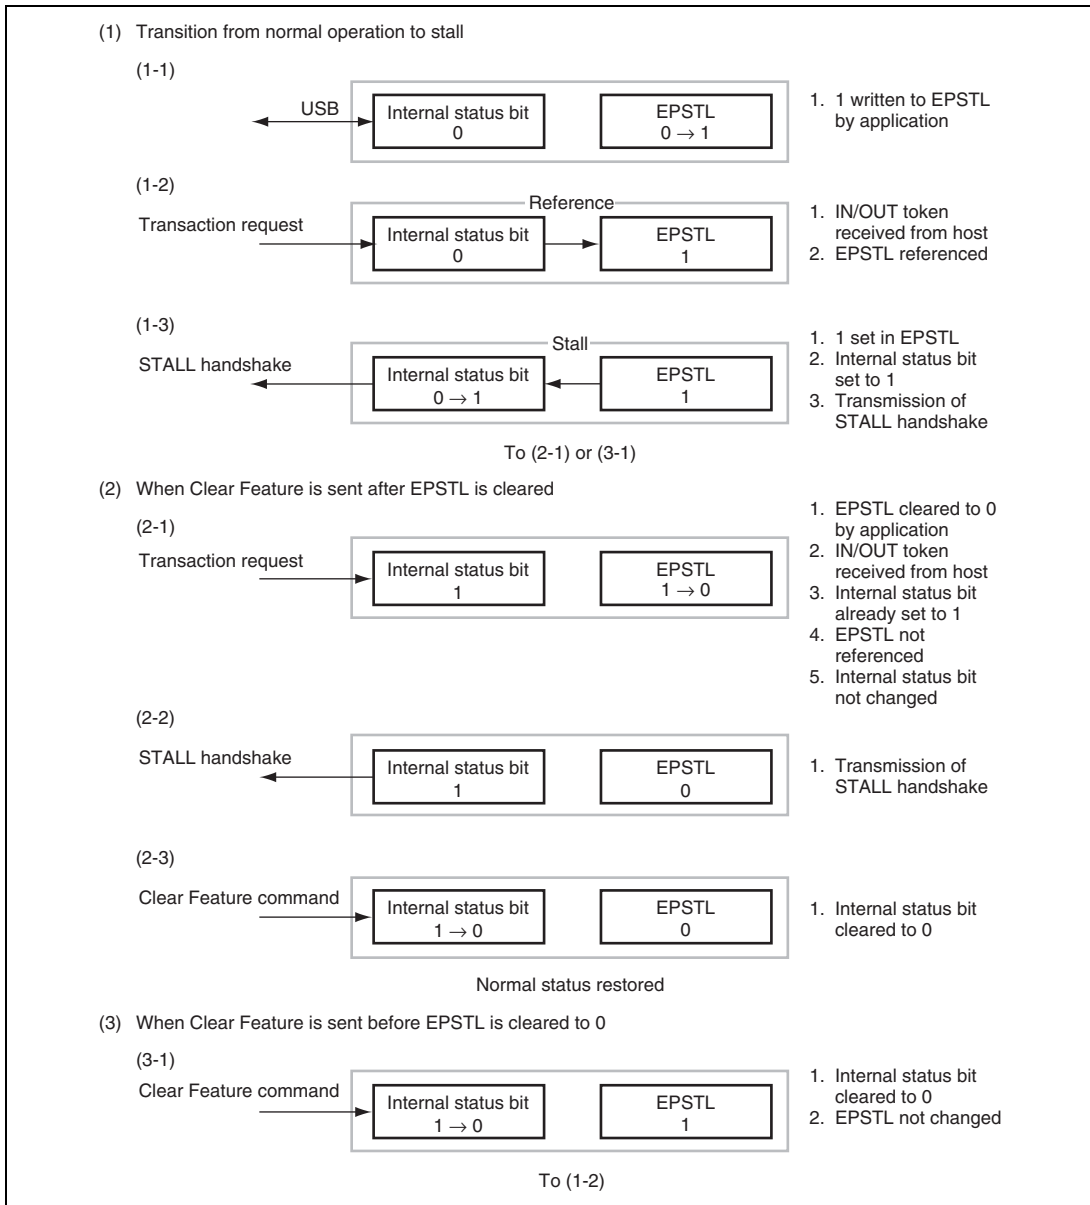 (1) Transition from normal operation to stall
(1-1)
USB
Internal status bit
0
EPSTL
0 → 1
1. 1 written to EPSTL
by application
(1-2)
Transaction request
Reference
Internal status bit
0
EPSTL
1
1. IN/OUT token
received from host
2. EPSTL referenced
(1-3)
STALL handshake
Stall
Internal status bit
0 → 1
EPSTL
1
1. 1 set in EPSTL
2. Internal status bit
set to 1
3. Transmission of
STALL handshake
To (2-1) or (3-1)
(2) When Clear Feature is sent after EPSTL is cleared
(2-1)
Transaction request
Internal status bit
1
EPSTL
1 → 0
1. EPSTL cleared to 0
by application
2. IN/OUT token
received from host
3. Internal status bit
already set to 1
4. EPSTL not
referenced
5. Internal status bit
not changed
(2-2)
STALL handshake
Internal status bit
1
EPSTL
0
1. Transmission of
STALL handshake
(2-3)
Clear Feature command
Internal status bit
1 → 0
EPSTL
0
1. Internal status bit
cleared to 0
Normal status restored
(3) When Clear Feature is sent before EPSTL is cleared to 0
(3-1)
Clear Feature command
Internal status bit
1 → 0
EPSTL
1
1. Internal status bit
cleared to 0
2. EPSTL not changed
To (1-2)